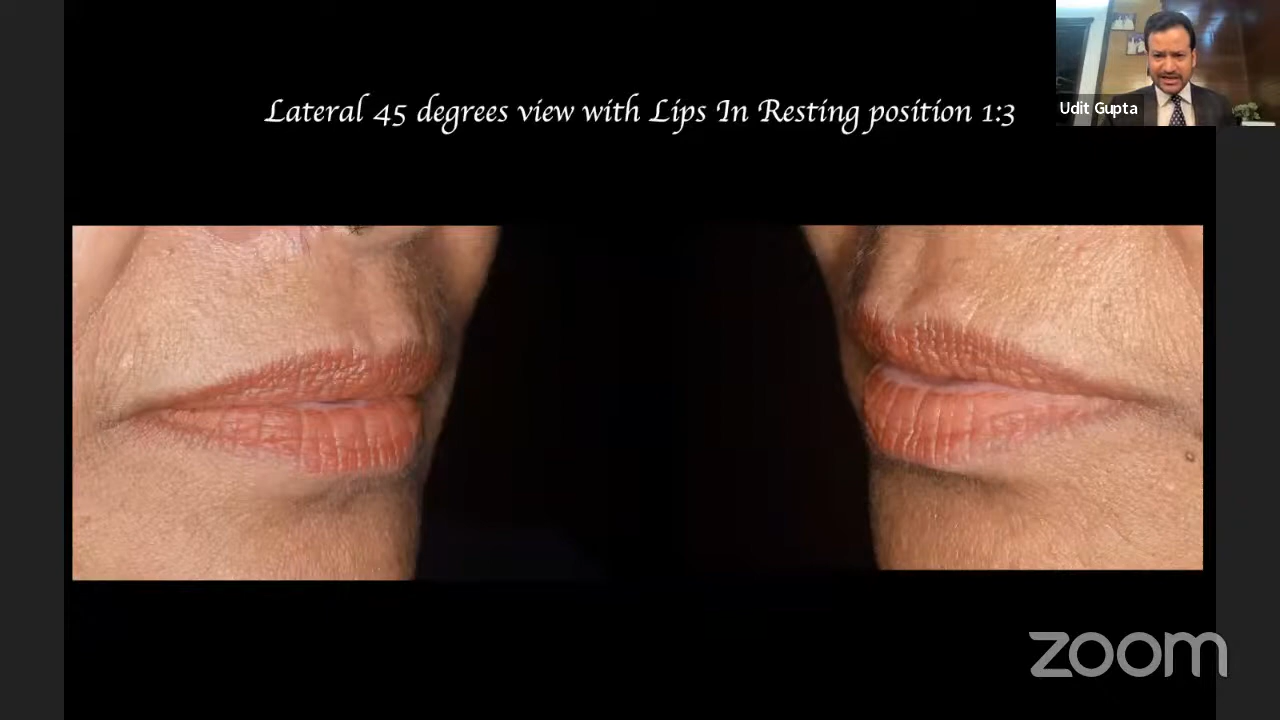 Lateral 45 degrees view with Lips In Resting position 1:3
Udit Gupta
zoom